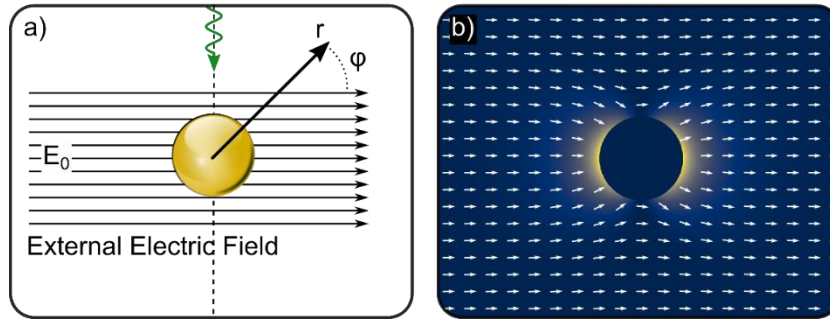 a)
r
φ
E₀
External Electric Field
b)